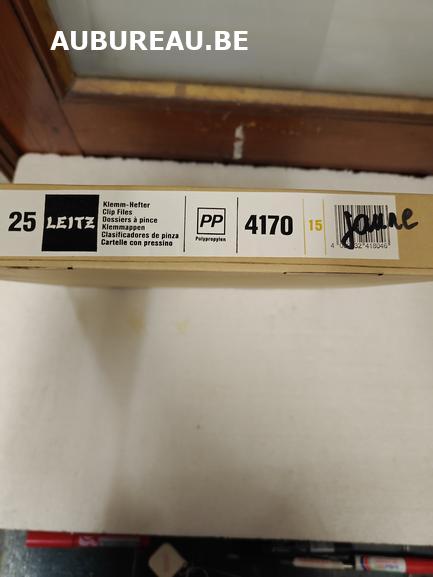 AUBUREAU.BE
25
LEITZ
Klemm-Hefter
Clip Files
Dossiers à pince
Klemmappen
Clasificadores de pinza
Cartelle con pressino
PP
Polypropylen
4170
15
jaune